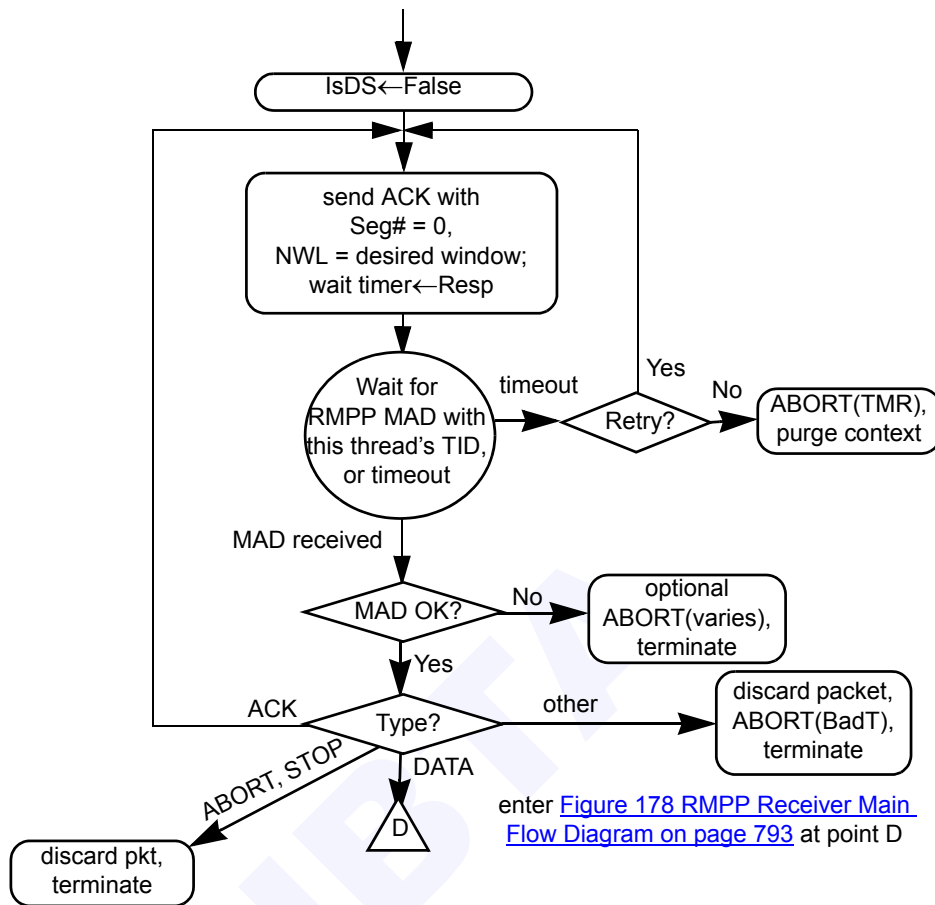 IsDS←False
send ACK with
Seg# = 0,
NWL = desired window;
wait timer←Resp
Wait for
RMPP MAD with
this thread's TID,
or timeout
timeout
Retry?
Yes
No
ABORT(TMR),
purge context
MAD received
MAD OK?
No
optional
ABORT(varies),
terminate
Yes
ACK
Type?
other
discard packet,
ABORT(BadT),
terminate
ABORT, STOP
DATA
D
enter Figure 178 RMPP Receiver Main
Flow Diagram on page 793 at point D
discard pkt,
terminate
IBTA